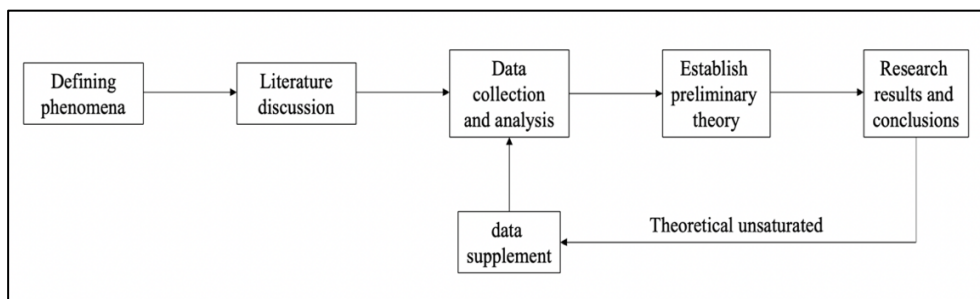 Defining
phenomena
Literature
discussion
Data
collection
and analysis
Establish
preliminary
theory
Research
results and
conclusions
Theoretical unsaturated
data
supplement